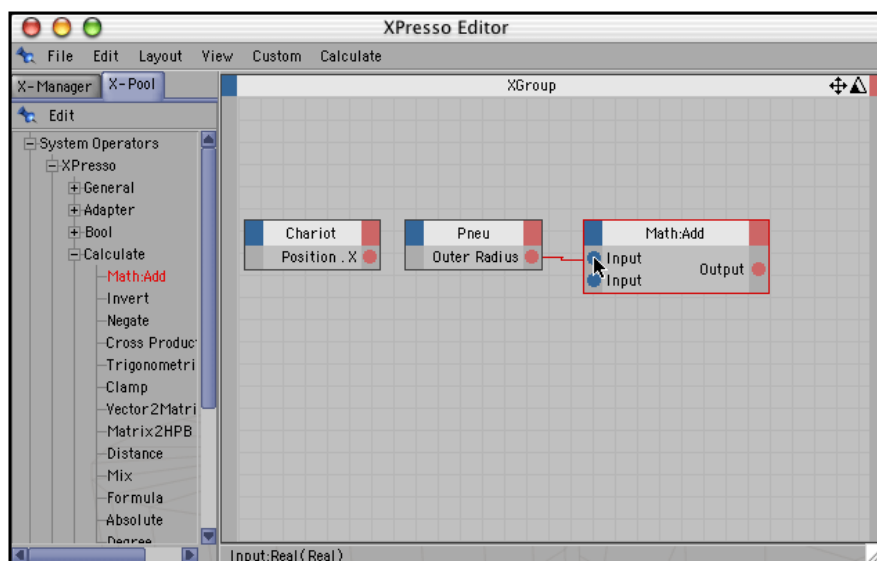 XPresso Editor
File Edit Layout View Custom Calculate
X-Manager X-Pool
XGroup
Edit
System Operators
XPresso
General
Adapter
Bool
Calculate
Math:Add
Invert
Negate
Cross Produc
Trigonometri
Clamp
Vector2Matri
Matrix2HPB
Distance
Mix
Formula
Absolute
Degree
Chariot
Position . X
Pneu
Outer Radius
Math:Add
Input
Input
Output
Input:Real(Real)